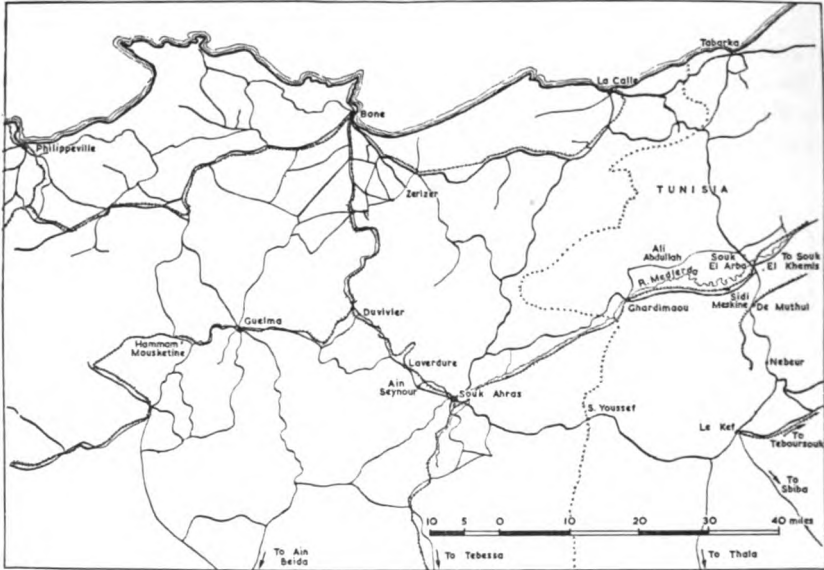 Tabarka
La Calle
Bone
Philippeville
TUNISIA
Zerizer
Ali
Abdullah
Souk
El Arba
To Souk
El Khemis
R. Medjerda
Sidi
Meskine
Ghardimaou
De Muthul
Duvivier
Guelma
Hammam
Mousketine
Laverdure
Nebeur
Ain
Seynour
Souk Ahras
S. Youssef
Le Kef
To
Teboursouk
To
Sbiba
10 5 0 10 20 30 40 miles
To Ain
Beida
To Tebessa
To Thala